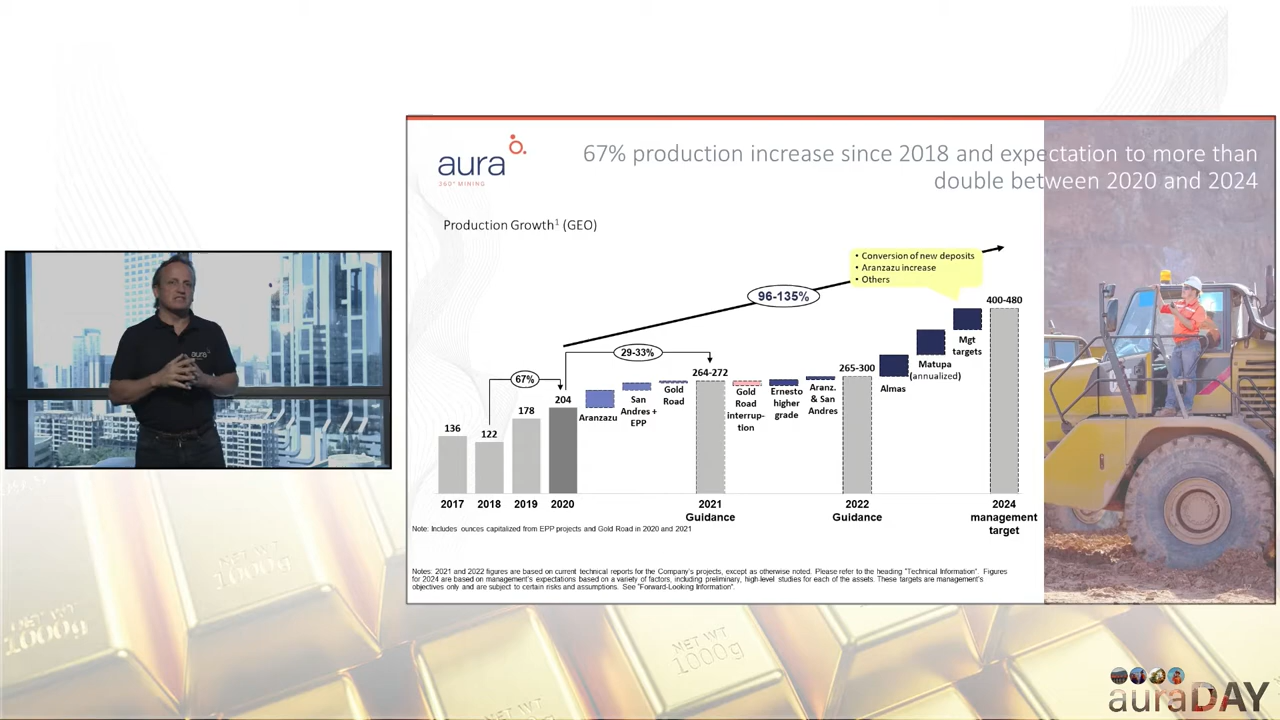 aura
360° MINING
67% production increase since 2018 and expectation to more than
double between 2020 and 2024
Production Growth¹ (GEO)
• Conversion of new deposits
• Aranzazu increase
• Others
96-135%
400-480
29-33%
67%
264-272
265-300
204
178
136
122
Aranzazu
San
Andres +
EPP
Gold
Road
Gold
Road
interrup-
tion
Ernesto
higher
grade
Aranz.
& San
Andres
Almas
Matupa
(annualized)
Mgt
targets
2017
2018
2019
2020
2021
Guidance
2022
Guidance
2024
management
target
Note: Includes ounces capitalized from EPP projects and Gold Road in 2020 and 2021
Notes: 2021 and 2022 figures are based on current technical reports for the Company's projects, except as otherwise noted. Please refer to the heading "Technical Information". Figures
for 2024 are based on management's expectations based on a variety of factors, including preliminary, high-level studies for each of the assets. These targets are management's
objectives only and are subject to certain risks and assumptions. See "Forward-Looking Information".
aura
NET WT
1000g
1000g
auraDAY